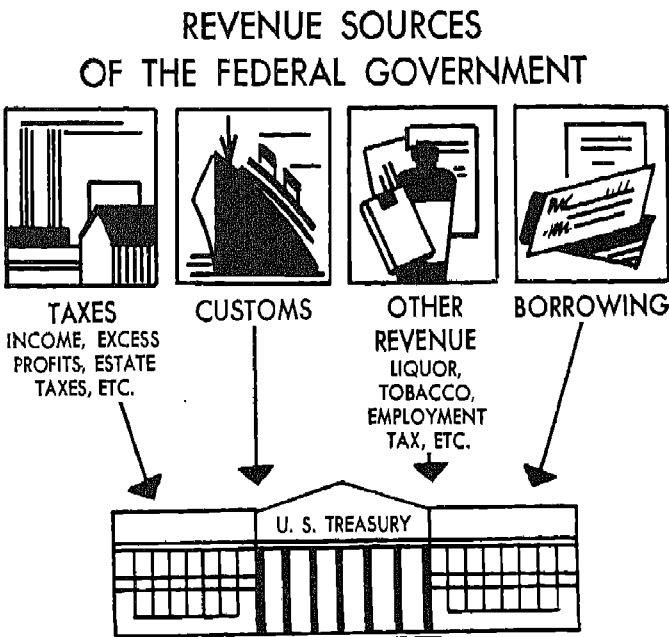 REVENUE SOURCES
OF THE FEDERAL GOVERNMENT
TAXES
INCOME, EXCESS
PROFITS, ESTATE
TAXES, ETC.
CUSTOMS
OTHER
REVENUE
LIQUOR,
TOBACCO,
EMPLOYMENT
TAX, ETC.
BORROWING
U. S. TREASURY